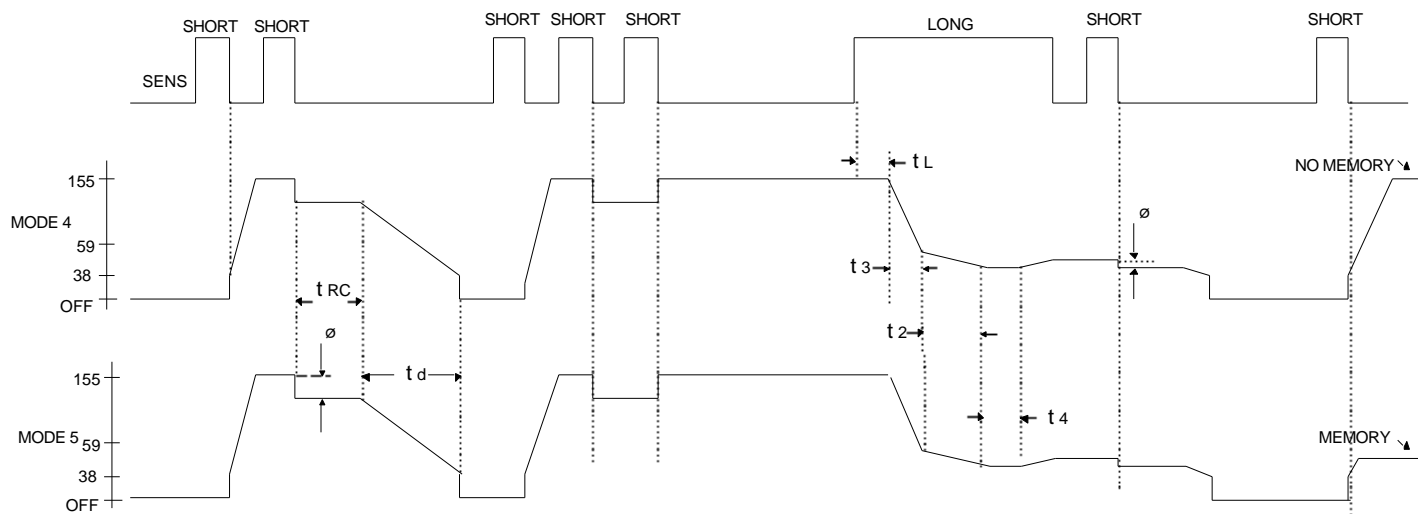 SHORT SHORT SHORT SHORT SHORT LONG SHORT SHORT
SENS
t L
NO MEMORY
155
MODE 4
59
38
OFF
ø
t 3
t RC
t 2
ø
t d
t 4
155
MODE 5
59
38
OFF
MEMORY